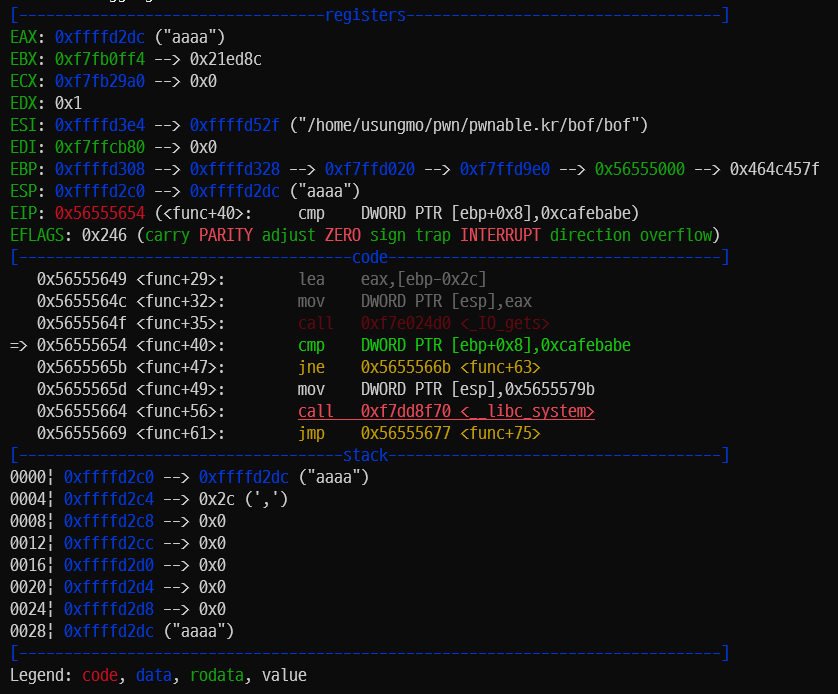 [----------------------------------registers-----------------------------------]
EAX: 0xffffd2dc ("aaaa")
EBX: 0xf7fb0ff4 --> 0x21ed8c
ECX: 0xf7fb29a0 --> 0x0
EDX: 0x1
ESI: 0xffffd3e4 --> 0xffffd52f ("/home/usungmo/pwn/pwnable.kr/bof/bof")
EDI: 0xf7ffcb80 --> 0x0
EBP: 0xffffd308 --> 0xffffd328 --> 0xf7ffd020 --> 0xf7ffd9e0 --> 0x56555000 --> 0x464c457f
ESP: 0xffffd2c0 --> 0xffffd2dc ("aaaa")
EIP: 0x56555654 (<func+40>:	cmp    DWORD PTR [ebp+0x8],0xcafebabe)
EFLAGS: 0x246 (carry PARITY adjust ZERO sign trap INTERRUPT direction overflow)
[-------------------------------------code-------------------------------------]
   0x56555649 <func+29>:	lea    eax,[ebp-0x2c]
   0x5655564c <func+32>:	mov    DWORD PTR [esp],eax
   0x5655564f <func+35>:	call   0xf7e024d0 <_IO_gets>
=> 0x56555654 <func+40>:	cmp    DWORD PTR [ebp+0x8],0xcafebabe
   0x5655565b <func+47>:	jne    0x5655566b <func+63>
   0x5655565d <func+49>:	mov    DWORD PTR [esp],0x5655579b
   0x56555664 <func+56>:	call   0xf7dd8f70 <__libc_system>
   0x56555669 <func+61>:	jmp    0x56555677 <func+75>
[------------------------------------stack-------------------------------------]
0000¦ 0xffffd2c0 --> 0xffffd2dc ("aaaa")
0004¦ 0xffffd2c4 --> 0x2c (',')
0008¦ 0xffffd2c8 --> 0x0
0012¦ 0xffffd2cc --> 0x0
0016¦ 0xffffd2d0 --> 0x0
0020¦ 0xffffd2d4 --> 0x0
0024¦ 0xffffd2d8 --> 0x0
0028¦ 0xffffd2dc ("aaaa")
[------------------------------------------------------------------------------]
Legend: code, data, rodata, value